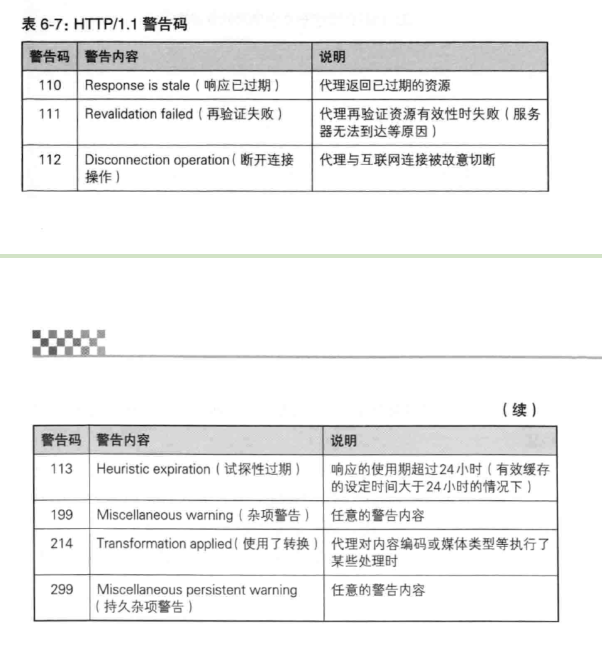 表 6-7：HTTP/1.1 警告码
警告码 警告内容 说明
110 Response is stale（响应已过期） 代理返回已过期的资源
111 Revalidation failed（再验证失败） 代理再验证资源有效性时失败（服务
器无法到达等原因）
112 Disconnection operation（断开连接 代理与互联网连接被故意切断
操作）
（续）
警告码 警告内容 说明
113 Heuristic expiration（试探性过期） 响应的使用期超过24小时（有效缓存
的设定时间大于24小时的情况下）
199 Miscellaneous warning（杂项警告） 任意的警告内容
214 Transformation applied（使用了转换） 代理对内容编码或媒体类型等执行了
某些处理时
299 Miscellaneous persistent warning 任意的警告内容
（持久杂项警告）